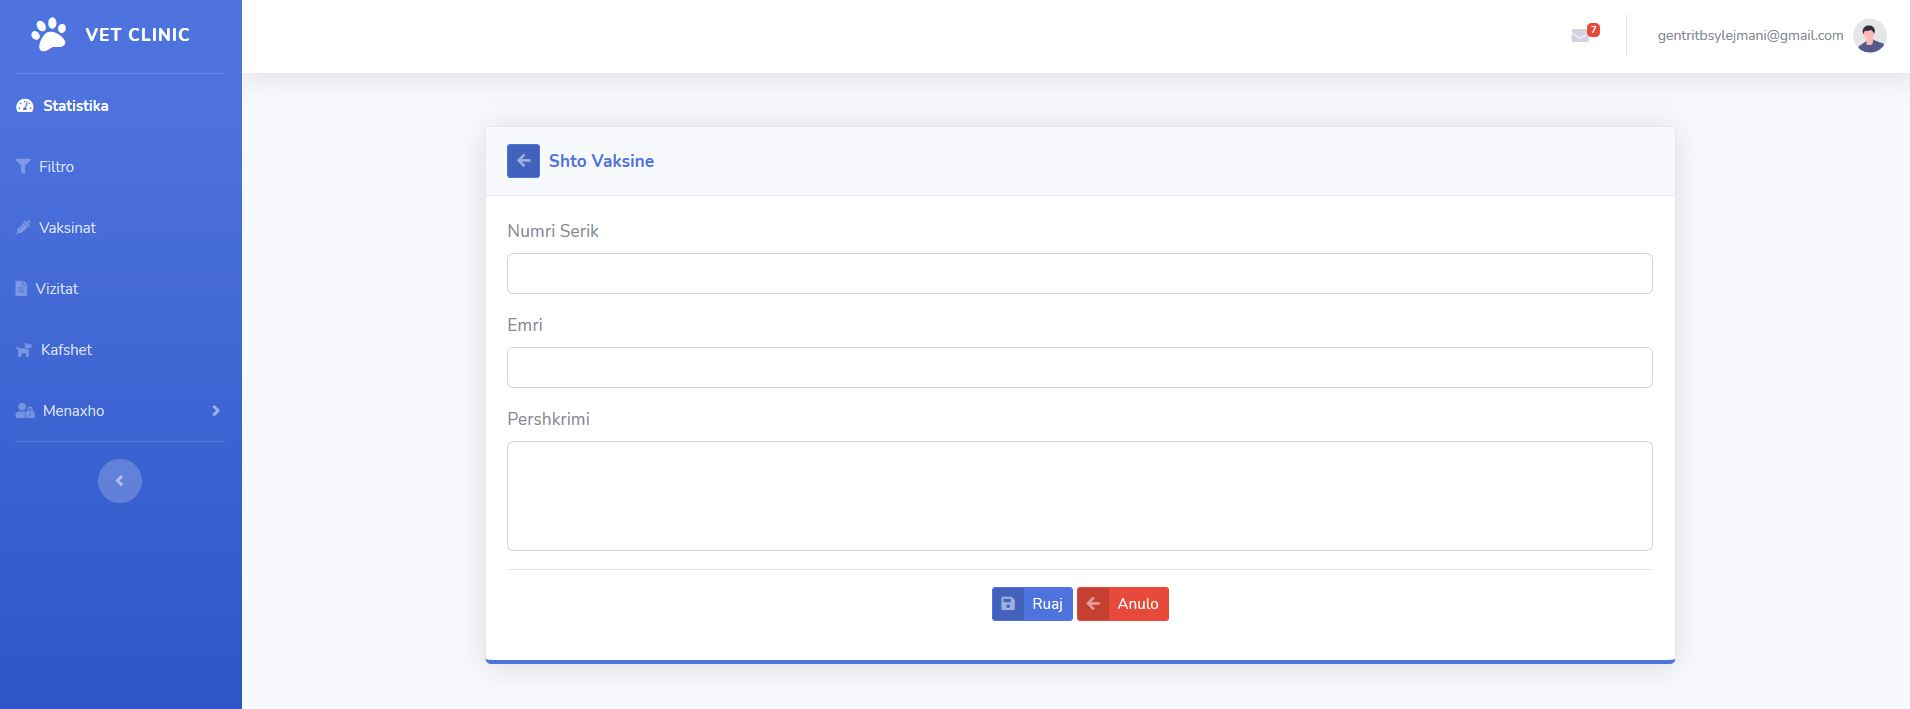 VET CLINIC
7
gentritbsylejmani@gmail.com
Statistika
Filtro
Vaksinat
Vizitat
Kafshet
Menaxho
Shto Vaksine
Numri Serik
Emri
Pershkrimi
Ruaj
Anulo